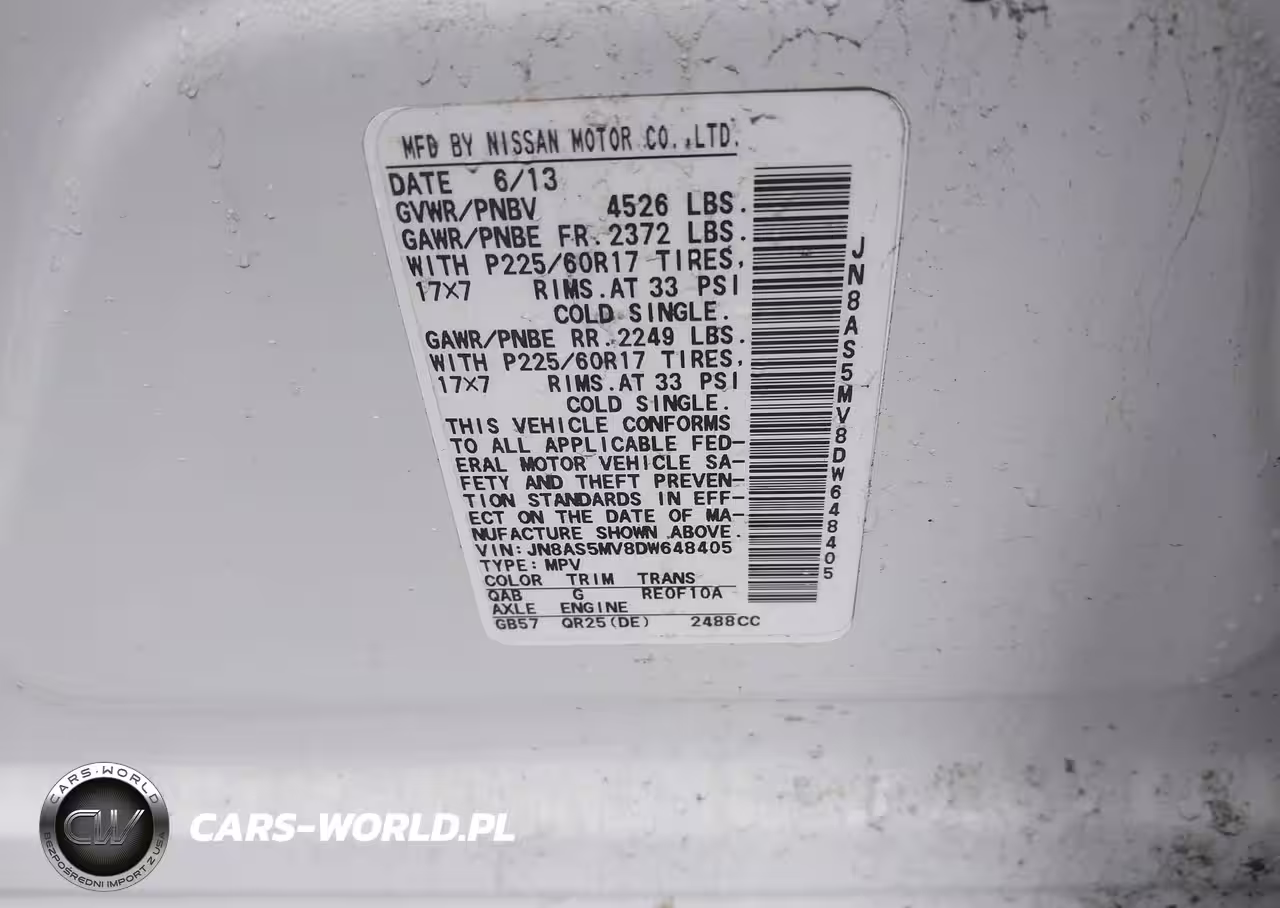 MFD BY NISSAN MOTOR CO.,LTD.
DATE 6/13
GVWR/PNBV 4526 LBS.
GAWR/PNBE FR.2372 LBS.
WITH P225/60R17 TIRES,
17×7 RIMS.AT 33 PSI
COLD SINGLE.
GAWR/PNBE RR.2249 LBS.
WITH P225/60R17 TIRES,
17×7 RIMS.AT 33 PSI
COLD SINGLE.
THIS VEHICLE CONFORMS
TO ALL APPLICABLE FED-
ERAL MOTOR VEHICLE SA-
FETY AND THEFT PREVEN-
TION STANDARDS IN EFF-
ECT ON THE DATE OF MA-
NUFACTURE SHOWN ABOVE.
VIN:JN8AS5MV8DW648405
TYPE:MPV
COLOR TRIM TRANS
QAB G RE0F10A
AXLE ENGINE
GB57 QR25(DE) 2488CC
JN8AS5MV8DW648405
CARS-WORLD
CW
BEZPOŚREDNI IMPORT Z USA
CARS-WORLD.PL